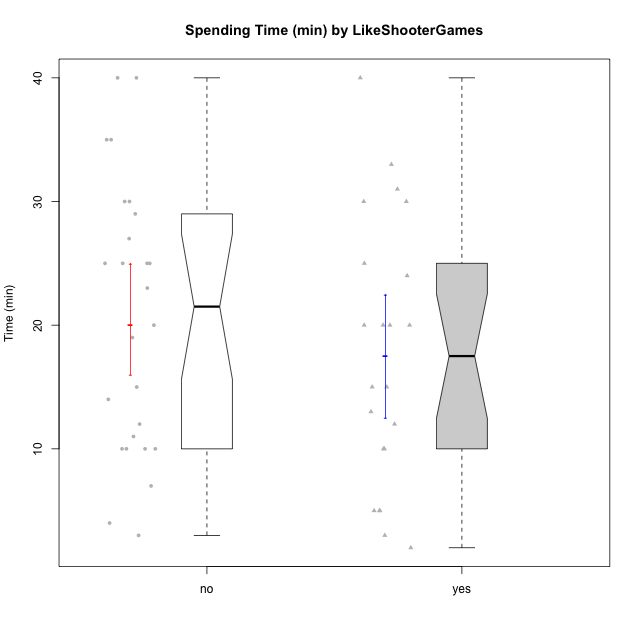 Spending Time (min) by LikeShooterGames
Time (min)
40
30
20
10
no yes